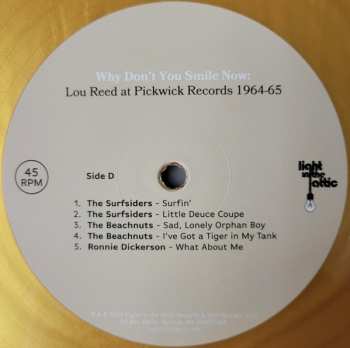 Why Don't You Smile Now:
Lou Reed at Pickwick Records 1964-65
45
RPM
Side D
light
in the
attic
1. The Surfsiders - Surfin'
2. The Surfsiders - Little Deuce Coupe
3. The Beachnuts - Sad, Lonely Orphan Boy
4. The Beachnuts - I've Got a Tiger in My Tank
5. Ronnie Dickerson - What About Me